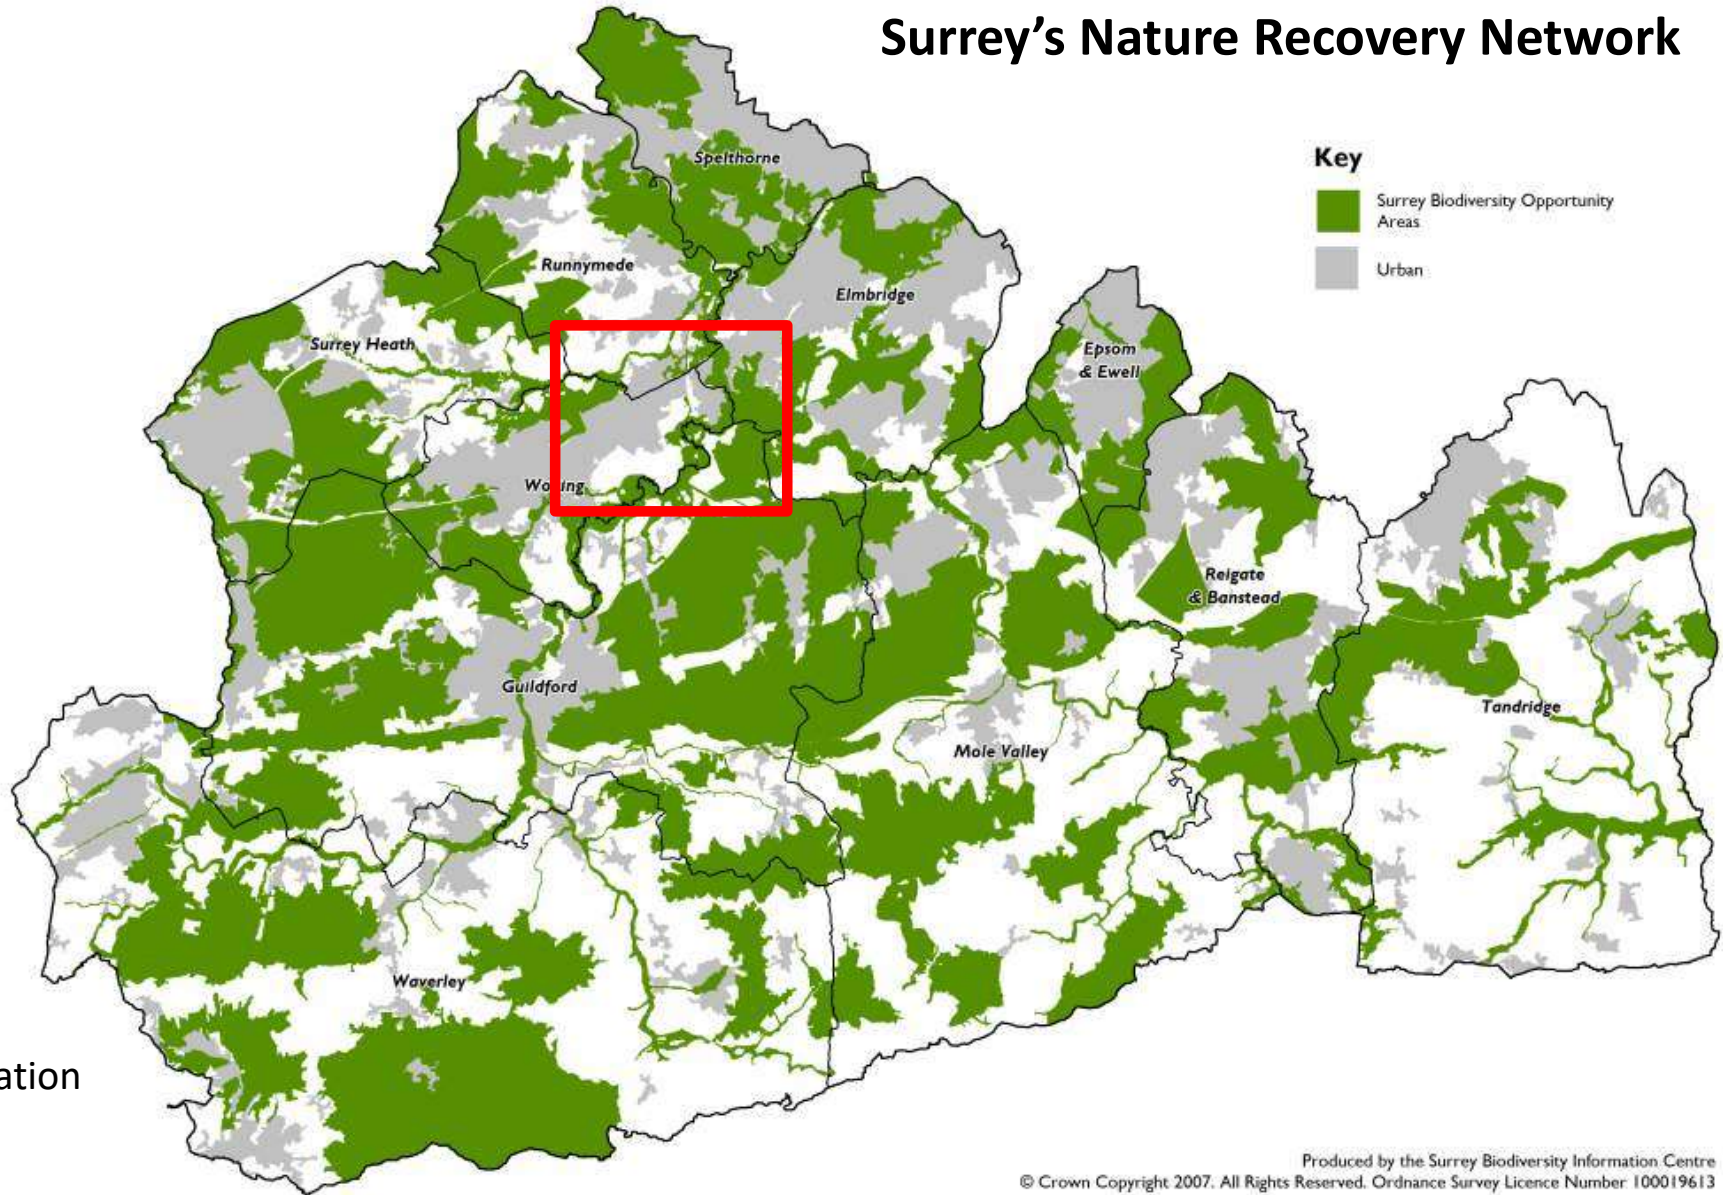 Surrey's Nature Recovery Network
Key
Surrey Biodiversity Opportunity
Areas
Urban
Spelthorne
Runnymede
Elmbridge
Surrey Heath
Epsom
& Ewell
Woking
Reigate
& Banstead
Guildford
Tandridge
Mole Valley
Waverley
ation
Produced by the Surrey Biodiversity Information Centre
© Crown Copyright 2007. All Rights Reserved. Ordnance Survey Licence Number 100019613